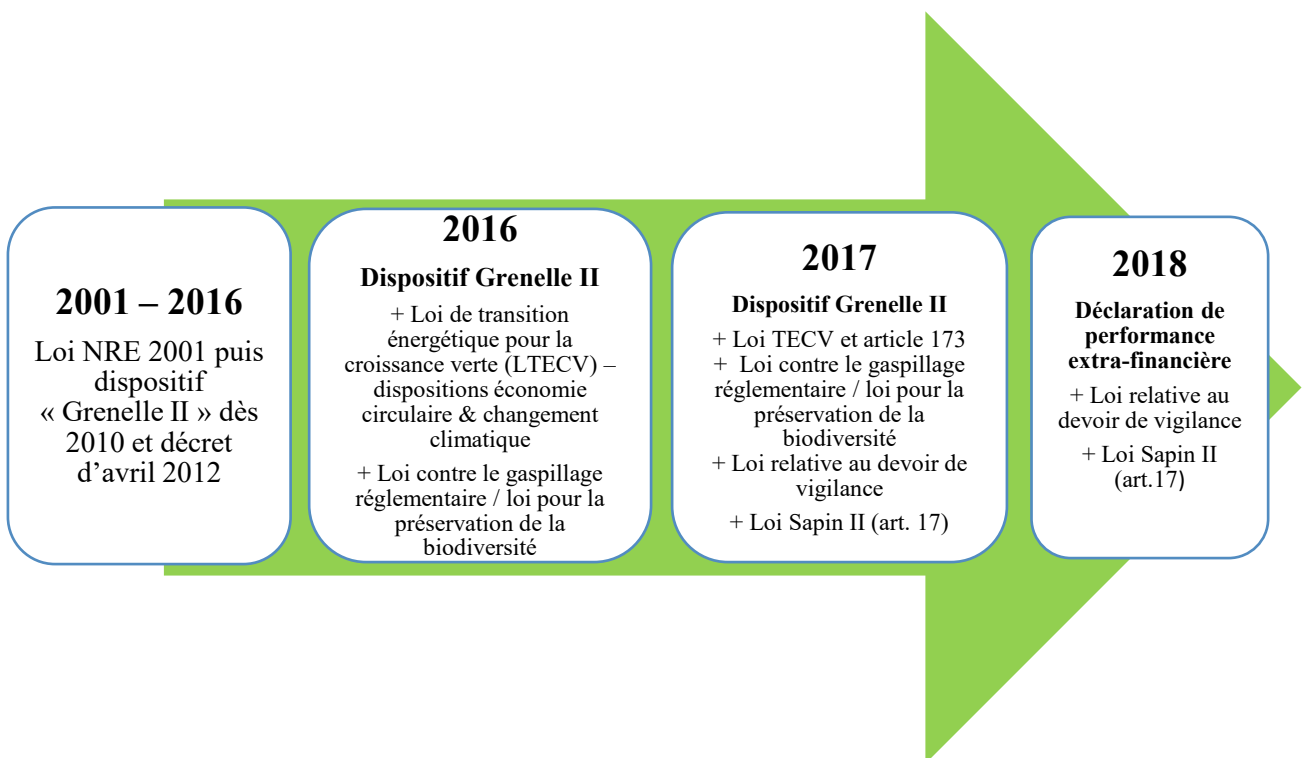 2001 – 2016
Loi NRE 2001 puis
dispositif
« Grenelle II » dès
2010 et décret
d’avril 2012
2016
Dispositif Grenelle II
+ Loi de transition
énergétique pour la
croissance verte (LTECV) –
dispositions économie
circulaire & changement
climatique
+ Loi contre le gaspillage
réglementaire / loi pour la
préservation de la
biodiversité
2017
Dispositif Grenelle II
+ Loi TECV et article 173
+ Loi contre le gaspillage
réglementaire / loi pour la
préservation de la
biodiversité
+ Loi relative au devoir de
vigilance
+ Loi Sapin II (art. 17)
2018
Déclaration de
performance
extra-financière
+ Loi relative au
devoir de vigilance
+ Loi Sapin II
(art.17)